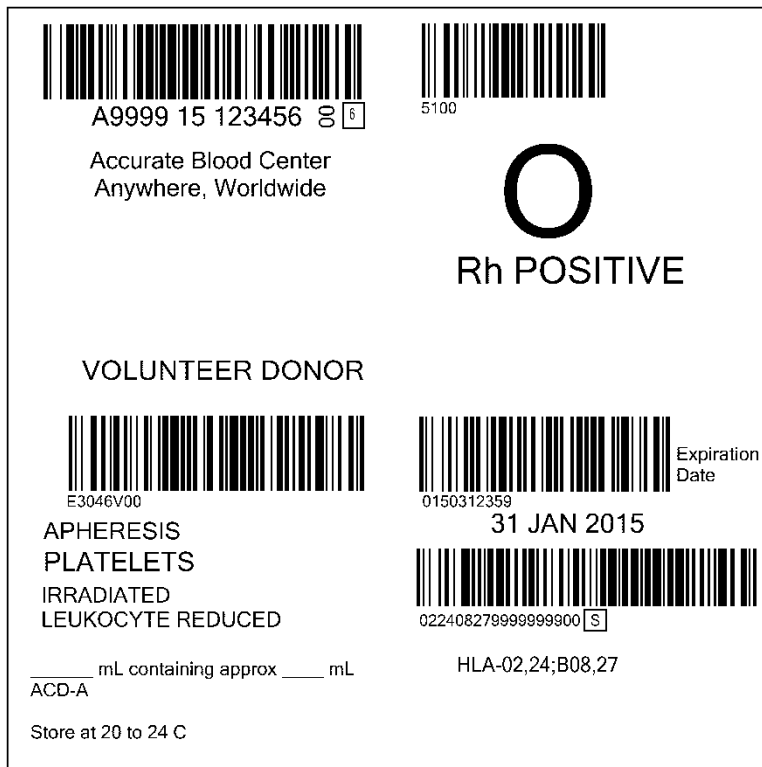 A9999 15 123456 00 6
Accurate Blood Center
Anywhere, Worldwide
5100
O
Rh POSITIVE
VOLUNTEER DONOR
E3046V00
APHERESIS
PLATELETS
IRRADIATED
LEUKOCYTE REDUCED
_____ mL containing approx ____ mL
ACD-A
Store at 20 to 24 C
Expiration
Date
0150312359
31 JAN 2015
022408279999999900 S
HLA-02,24;B08,27